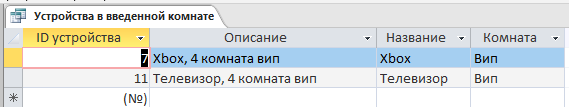 Устройства в введенной комнате
ID устройства Описание Название Комната
7 Xbox, 4 комната вип Xbox Вип
11 Телевизор, 4 комната вип Телевизор Вип
(№)